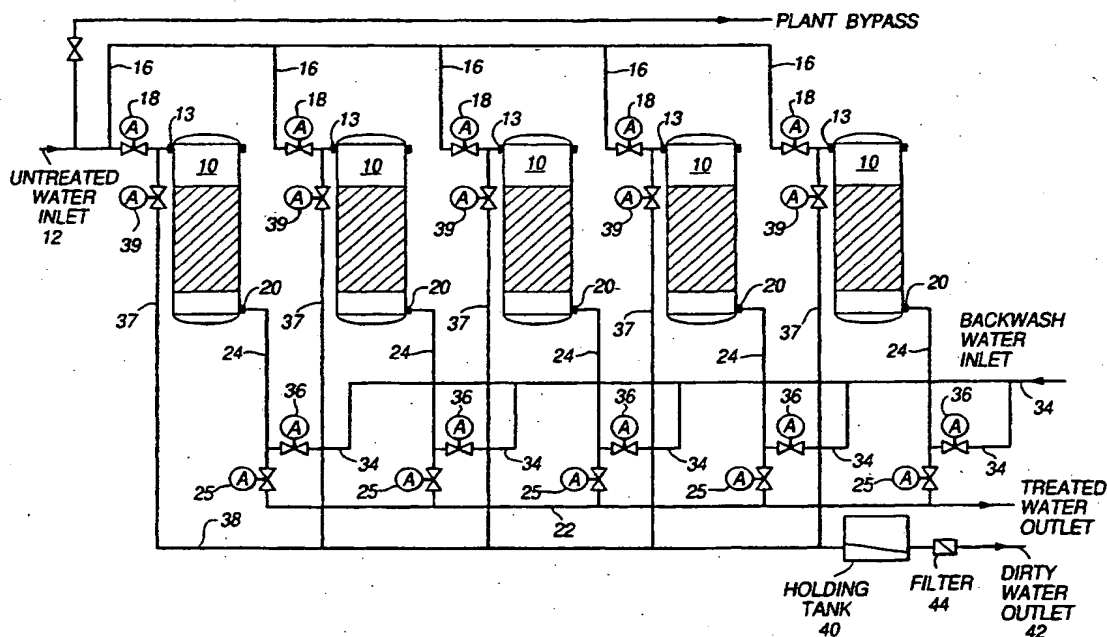 PLANT BYPASS
16 16 16 16 16
18 18 18 18 18
A A A A A
13 13 13 13 13
10 10 10 10 10
UNTREATED
WATER
INLET
12
A A A A A
39 39 39 39 39
20 20 20 20 20
37 37 37 37 37
24 24 24 24 24
BACKWASH
WATER
INLET
34
36 36 36 36 36
A A A A A
34 34 34 34 34
A A A A A
25 25 25 25 25
22
TREATED
WATER
OUTLET
38
HOLDING
TANK
40
FILTER
44
DIRTY
WATER
OUTLET
42